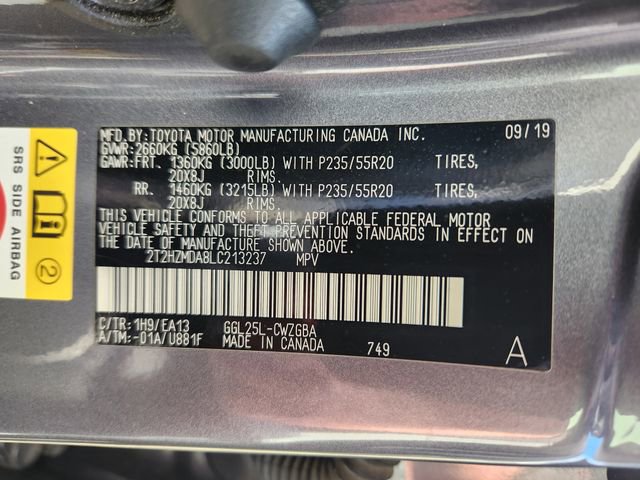 MFD.BY:TOYOTA MOTOR MANUFACTURING CANADA INC. 09/19
GVWR:2660KG (5860LB)
GAWR:FRT. 1360KG (3000LB) WITH P235/55R20 TIRES,
20X8J RIMS.
RR. 1460KG (3215LB) WITH P235/55R20 TIRES,
20X8J RIMS.
THIS VEHICLE CONFORMS TO ALL APPLICABLE FEDERAL MOTOR
VEHICLE SAFETY AND THEFT PREVENTION STANDARDS IN EFFECT ON
THE DATE OF MANUFACTURE SHOWN ABOVE.
2T2HZMDA8LC213237 MPV
C/TR:1H9/EA13 GGL25L-CWZGBA
A/TM:-01A/U881F MADE IN CANADA 749 A
SRS SIDE AIRBAG
2